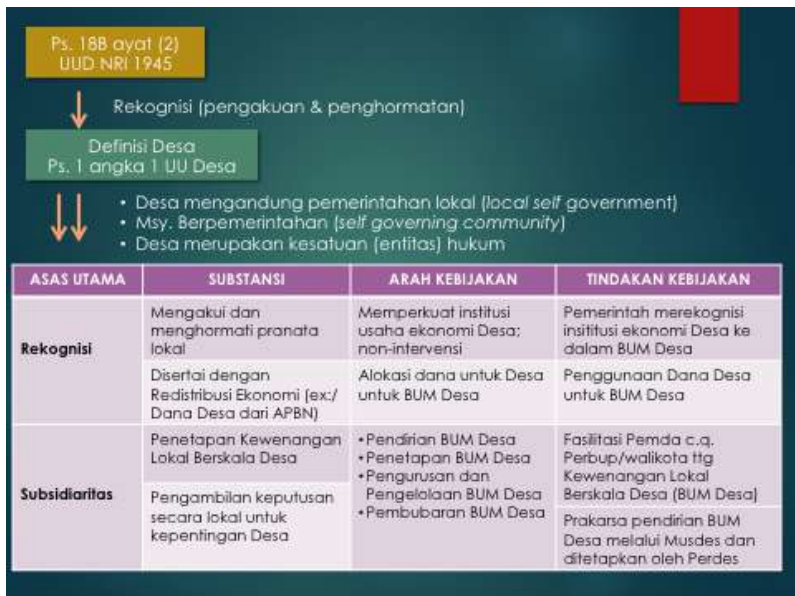 Ps. 18B ayat (2)
UUD NRI 1945
Rekognisi (pengakuan & penghormatan)
Definisi Desa
Ps. 1 angka 1 UU Desa
• Desa mengandung pemerintahan lokal (local self government)
• Msy. Berpemerintahan (self governing community)
• Desa merupakan kesatuan (entitas) hukum
ASAS UTAMA
SUBSTANSI
ARAH KEBIJAKAN
TINDAKAN KEBIJAKAN
Rekognisi
Mengakui dan
menghormati pranata
lokal
Memperkuat institusi
usaha ekonomi Desa;
non-intervensi
Pemerintah merekognisi
insititusi ekonomi Desa ke
dalam BUM Desa
Disertai dengan
Redistribusi Ekonomi (ex:/
Dana Desa dari APBN)
Alokasi dana untuk Desa
untuk BUM Desa
Penggunaan Dana Desa
untuk BUM Desa
Subsidiaritas
Penetapan Kewenangan
Lokal Berskala Desa
Pengambilan keputusan
secara lokal untuk
kepentingan Desa
•Pendirian BUM Desa
•Penetapan BUM Desa
•Pengurusan dan
Pengelolaan BUM Desa
•Pembubaran BUM Desa
Fasilitasi Pemda c.q.
Perbup/walikota ttg
Kewenangan Lokal
Berskala Desa (BUM Desa)
Prakarsa pendirian BUM
Desa melalui Musdes dan
ditetapkan oleh Perdes